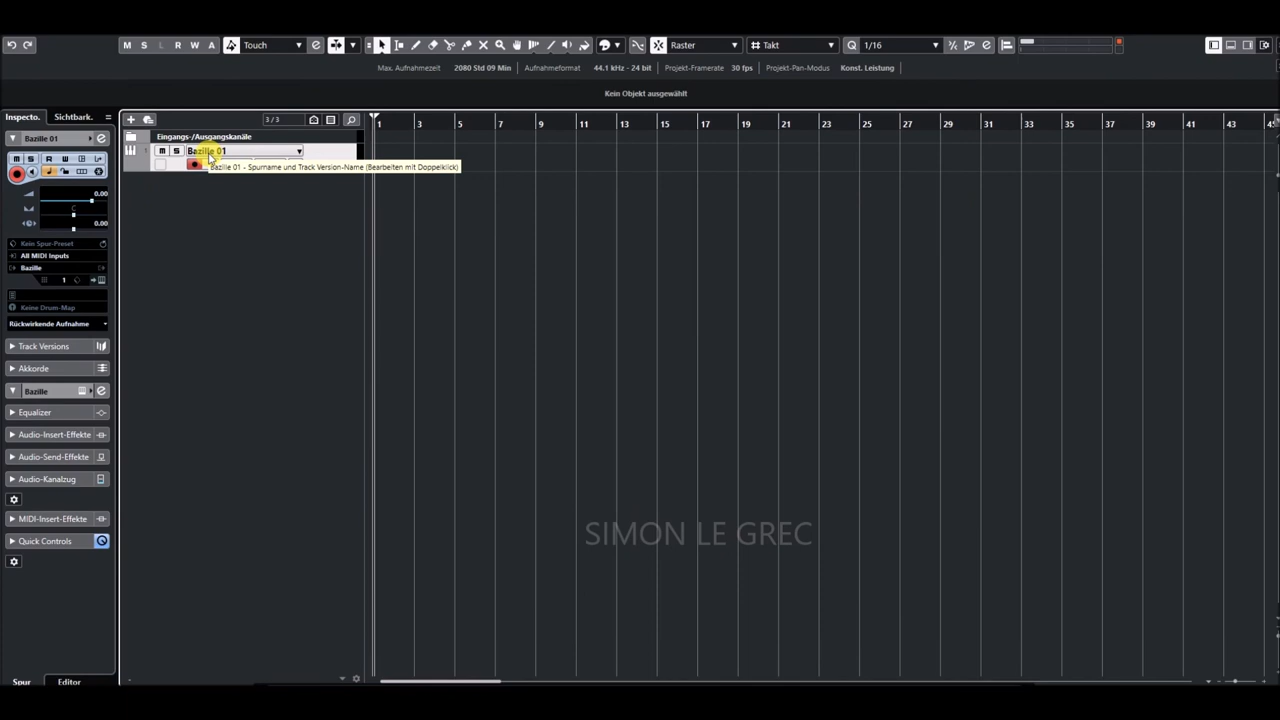 M S L R W A Touch Raster Takt Q 1/16
Max. Aufnahmezeit 2080 Std 09 Min Aufnahmeformat 44.1 kHz - 24 bit Projekt-Framerate 30 fps Projekt-Pan-Modus Konst. Leistung
Kein Objekt ausgewählt
Inspecto. Sichtbark.
3 / 3
1 3 5 7 9 11 13 15 17 19 21 23 25 27 29 31 33 35 37 39 41 43 45
Bazille 01
Eingangs-/Ausgangskanäle
1 M S Bazille 01
Bazille 01 - Spurname und Track Version-Name (Bearbeiten mit Doppelklick)
M S R W
0.00
C
0.00
Kein Spur-Preset
All MIDI Inputs
Bazille
1
Keine Drum-Map
Rückwirkende Aufnahme
Track Versions
Akkorde
Bazille
Equalizer
Audio-Insert-Effekte
Audio-Send-Effekte
Audio-Kanalzug
MIDI-Insert-Effekte
Quick Controls
SIMON LE GREC
Spur Editor